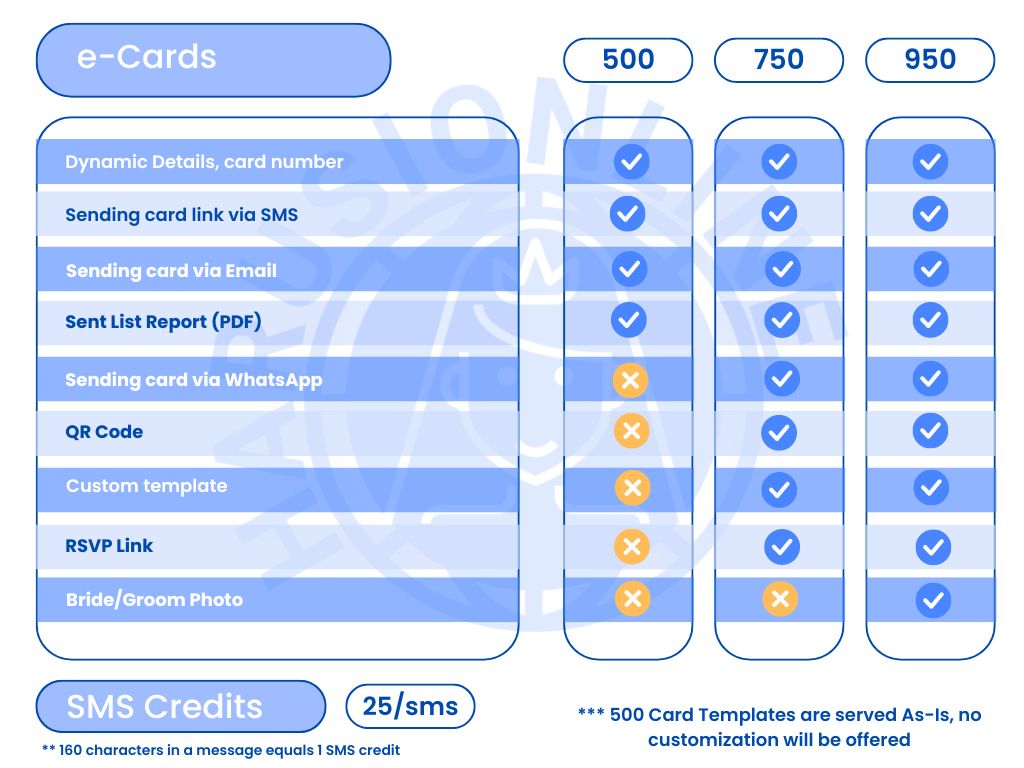 e-Cards
500
750
950
Dynamic Details, card number
Sending card link via SMS
Sending card via Email
Sent List Report (PDF)
Sending card via WhatsApp
QR Code
Custom template
RSVP Link
Bride/Groom Photo
HARUSIONLINE
SMS Credits
25/sms
** 160 characters in a message equals 1 SMS credit
*** 500 Card Templates are served As-Is, no
customization will be offered